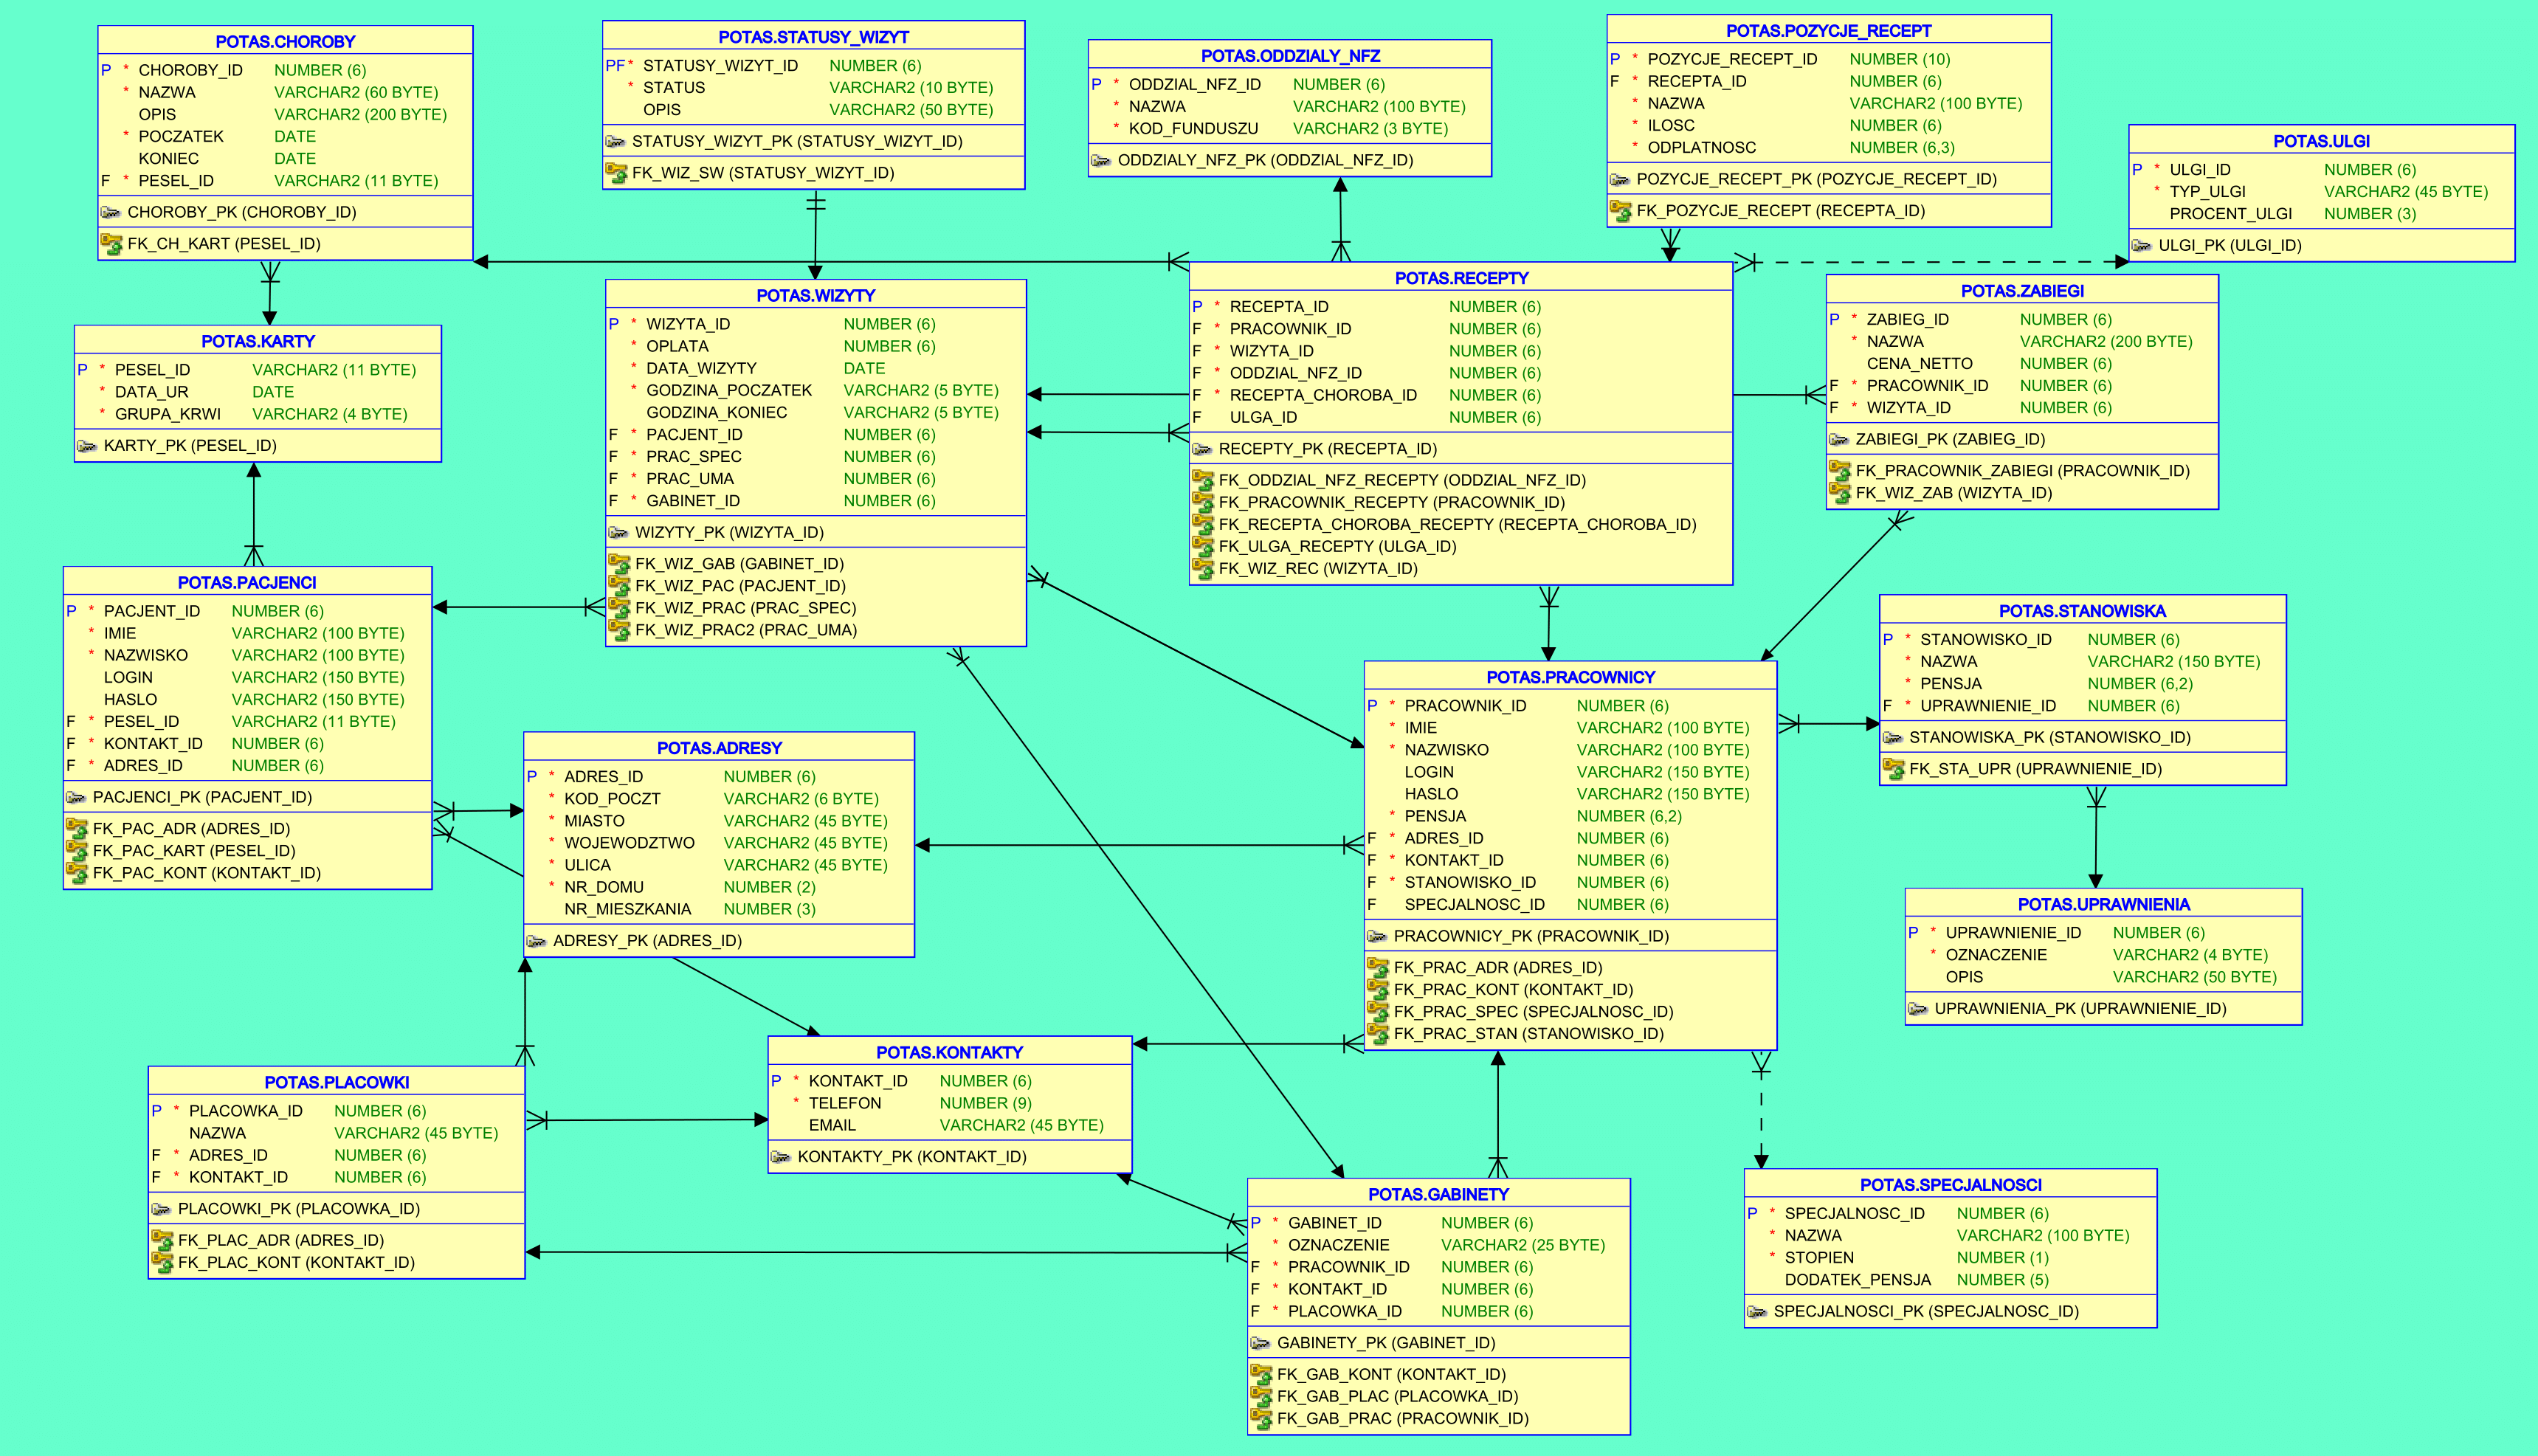 POTAS.CHOROBY
P * CHOROBY_ID NUMBER (6)
* NAZWA VARCHAR2 (60 BYTE)
OPIS VARCHAR2 (200 BYTE)
* POCZATEK DATE
KONIEC DATE
F * PESEL_ID VARCHAR2 (11 BYTE)
CHOROBY_PK (CHOROBY_ID)
FK_CH_KART (PESEL_ID)
POTAS.STATUSY_WIZYT
PF * STATUSY_WIZYT_ID NUMBER (6)
* STATUS VARCHAR2 (10 BYTE)
OPIS VARCHAR2 (50 BYTE)
STATUSY_WIZYT_PK (STATUSY_WIZYT_ID)
FK_WIZ_SW (STATUSY_WIZYT_ID)
POTAS.ODDZIALY_NFZ
P * ODDZIAL_NFZ_ID NUMBER (6)
* NAZWA VARCHAR2 (100 BYTE)
* KOD_FUNDUSZU VARCHAR2 (3 BYTE)
ODDZIALY_NFZ_PK (ODDZIAL_NFZ_ID)
POTAS.POZYCJE_RECEPT
P * POZYCJE_RECEPT_ID NUMBER (10)
F * RECEPTA_ID NUMBER (6)
* NAZWA VARCHAR2 (100 BYTE)
* ILOSC NUMBER (6)
* ODPLATNOSC NUMBER (6,3)
POZYCJE_RECEPT_PK (POZYCJE_RECEPT_ID)
FK_POZYCJE_RECEPT (RECEPTA_ID)
POTAS.ULGI
P * ULGI_ID NUMBER (6)
* TYP_ULGI VARCHAR2 (45 BYTE)
PROCENT_ULGI NUMBER (3)
ULGI_PK (ULGI_ID)
POTAS.KARTY
P * PESEL_ID VARCHAR2 (11 BYTE)
* DATA_UR DATE
* GRUPA_KRWI VARCHAR2 (4 BYTE)
KARTY_PK (PESEL_ID)
POTAS.WIZYTY
P * WIZYTA_ID NUMBER (6)
* OPLATA NUMBER (6)
* DATA_WIZYTY DATE
* GODZINA_POCZATEK VARCHAR2 (5 BYTE)
GODZINA_KONIEC VARCHAR2 (5 BYTE)
F * PACJENT_ID NUMBER (6)
F * PRAC_SPEC NUMBER (6)
F * PRAC_UMA NUMBER (6)
F * GABINET_ID NUMBER (6)
WIZYTY_PK (WIZYTA_ID)
FK_WIZ_GAB (GABINET_ID)
FK_WIZ_PAC (PACJENT_ID)
FK_WIZ_PRAC (PRAC_SPEC)
FK_WIZ_PRAC2 (PRAC_UMA)
POTAS.RECEPTY
P * RECEPTA_ID NUMBER (6)
F * PRACOWNIK_ID NUMBER (6)
F * WIZYTA_ID NUMBER (6)
F * ODDZIAL_NFZ_ID NUMBER (6)
F * RECEPTA_CHOROBA_ID NUMBER (6)
F ULGA_ID NUMBER (6)
RECEPTY_PK (RECEPTA_ID)
FK_ODDZIAL_NFZ_RECEPTY (ODDZIAL_NFZ_ID)
FK_PRACOWNIK_RECEPTY (PRACOWNIK_ID)
FK_RECEPTA_CHOROBA_RECEPTY (RECEPTA_CHOROBA_ID)
FK_ULGA_RECEPTY (ULGA_ID)
FK_WIZ_REC (WIZYTA_ID)
POTAS.ZABIEGI
P * ZABIEG_ID NUMBER (6)
* NAZWA VARCHAR2 (200 BYTE)
CENA_NETTO NUMBER (6)
F * PRACOWNIK_ID NUMBER (6)
F * WIZYTA_ID NUMBER (6)
ZABIEGI_PK (ZABIEG_ID)
FK_PRACOWNIK_ZABIEGI (PRACOWNIK_ID)
FK_WIZ_ZAB (WIZYTA_ID)
POTAS.PACJENCI
P * PACJENT_ID NUMBER (6)
* IMIE VARCHAR2 (100 BYTE)
* NAZWISKO VARCHAR2 (100 BYTE)
LOGIN VARCHAR2 (150 BYTE)
HASLO VARCHAR2 (150 BYTE)
F * PESEL_ID VARCHAR2 (11 BYTE)
F * KONTAKT_ID NUMBER (6)
F * ADRES_ID NUMBER (6)
PACJENCI_PK (PACJENT_ID)
FK_PAC_ADR (ADRES_ID)
FK_PAC_KART (PESEL_ID)
FK_PAC_KONT (KONTAKT_ID)
POTAS.STANOWISKA
P * STANOWISKO_ID NUMBER (6)
* NAZWA VARCHAR2 (150 BYTE)
* PENSJA NUMBER (6,2)
F * UPRAWNIENIE_ID NUMBER (6)
STANOWISKA_PK (STANOWISKO_ID)
FK_STA_UPR (UPRAWNIENIE_ID)
POTAS.PRACOWNICY
P * PRACOWNIK_ID NUMBER (6)
* IMIE VARCHAR2 (100 BYTE)
* NAZWISKO VARCHAR2 (100 BYTE)
LOGIN VARCHAR2 (150 BYTE)
HASLO VARCHAR2 (150 BYTE)
* PENSJA NUMBER (6,2)
F * ADRES_ID NUMBER (6)
F * KONTAKT_ID NUMBER (6)
F * STANOWISKO_ID NUMBER (6)
F SPECJALNOSC_ID NUMBER (6)
PRACOWNICY_PK (PRACOWNIK_ID)
FK_PRAC_ADR (ADRES_ID)
FK_PRAC_KONT (KONTAKT_ID)
FK_PRAC_SPEC (SPECJALNOSC_ID)
FK_PRAC_STAN (STANOWISKO_ID)
POTAS.ADRESY
P * ADRES_ID NUMBER (6)
* KOD_POCZT VARCHAR2 (6 BYTE)
* MIASTO VARCHAR2 (45 BYTE)
* WOJEWODZTWO VARCHAR2 (45 BYTE)
* ULICA VARCHAR2 (45 BYTE)
* NR_DOMU NUMBER (2)
NR_MIESZKANIA NUMBER (3)
ADRESY_PK (ADRES_ID)
POTAS.UPRAWNIENIA
P * UPRAWNIENIE_ID NUMBER (6)
* OZNACZENIE VARCHAR2 (4 BYTE)
OPIS VARCHAR2 (50 BYTE)
UPRAWNIENIA_PK (UPRAWNIENIE_ID)
POTAS.KONTAKTY
P * KONTAKT_ID NUMBER (6)
* TELEFON NUMBER (9)
EMAIL VARCHAR2 (45 BYTE)
KONTAKTY_PK (KONTAKT_ID)
POTAS.PLACOWKI
P * PLACOWKA_ID NUMBER (6)
NAZWA VARCHAR2 (45 BYTE)
F * ADRES_ID NUMBER (6)
F * KONTAKT_ID NUMBER (6)
PLACOWKI_PK (PLACOWKA_ID)
FK_PLAC_ADR (ADRES_ID)
FK_PLAC_KONT (KONTAKT_ID)
POTAS.GABINETY
P * GABINET_ID NUMBER (6)
* OZNACZENIE VARCHAR2 (25 BYTE)
F * PRACOWNIK_ID NUMBER (6)
F * KONTAKT_ID NUMBER (6)
F * PLACOWKA_ID NUMBER (6)
GABINETY_PK (GABINET_ID)
FK_GAB_KONT (KONTAKT_ID)
FK_GAB_PLAC (PLACOWKA_ID)
FK_GAB_PRAC (PRACOWNIK_ID)
POTAS.SPECJALNOSCI
P * SPECJALNOSC_ID NUMBER (6)
* NAZWA VARCHAR2 (100 BYTE)
* STOPIEN NUMBER (1)
DODATEK_PENSJA NUMBER (5)
SPECJALNOSCI_PK (SPECJALNOSC_ID)